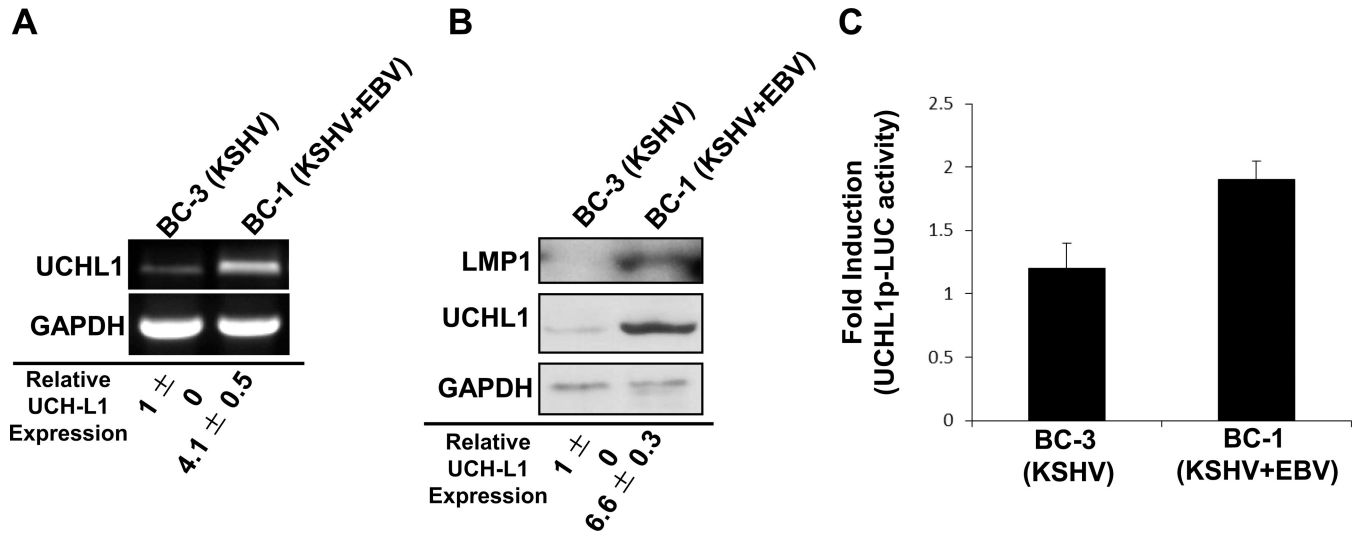 A
BC-3 (KSHV)
BC-1 (KSHV+EBV)
UCHL1
GAPDH
Relative
UCH-L1
Expression
1 ± 0
4.1 ± 0.5
B
BC-3 (KSHV)
BC-1 (KSHV+EBV)
LMP1
UCHL1
GAPDH
Relative
UCH-L1
Expression
1 ± 0
6.6 ± 0.3
C
Fold Induction
(UCHL1p-LUC activity)
2.5
2
1.5
1
0.5
0
BC-3
(KSHV)
BC-1
(KSHV+EBV)